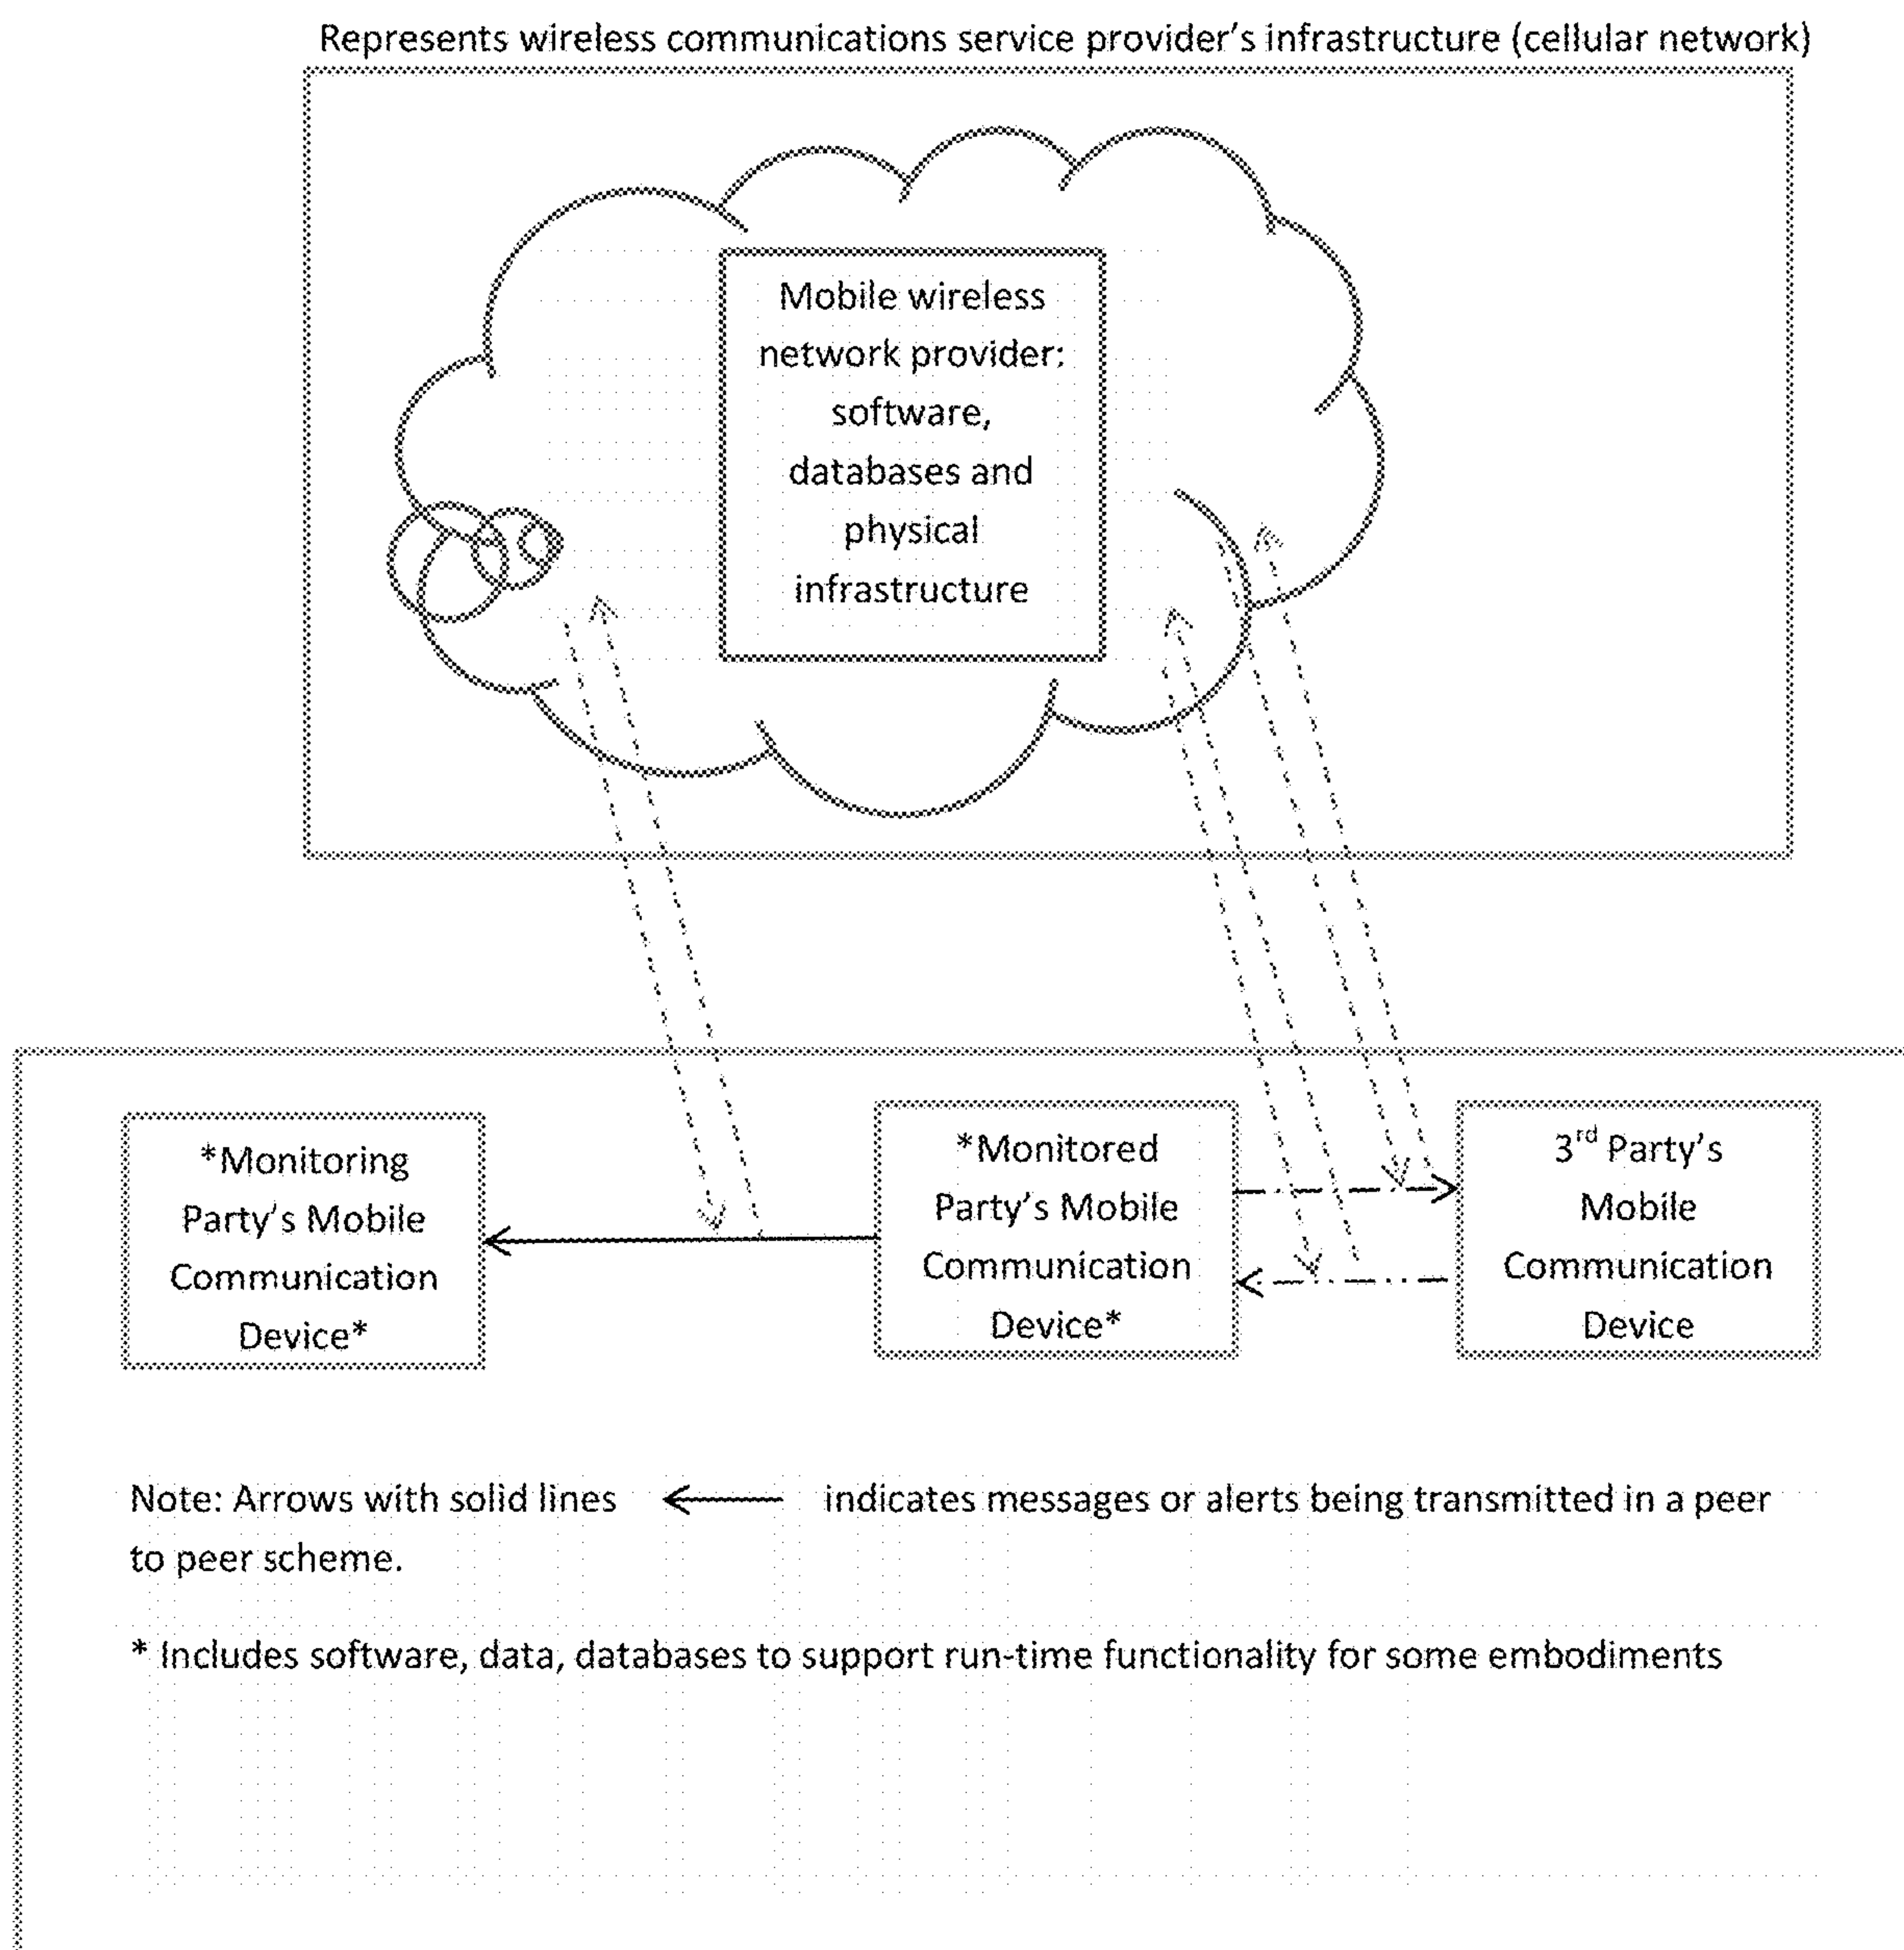 Represents wireless communications service provider's infrastructure (cellular network)
Mobile wireless
network provider:
software,
databases and
physical
infrastructure
*Monitoring
Party's Mobile
Communication
Device*
*Monitored
Party's Mobile
Communication
Device*
3rd Party's
Mobile
Communication
Device
Note: Arrows with solid lines indicates messages or alerts being transmitted in a peer
to peer scheme.
* Includes software, data, databases to support run-time functionality for some embodiments